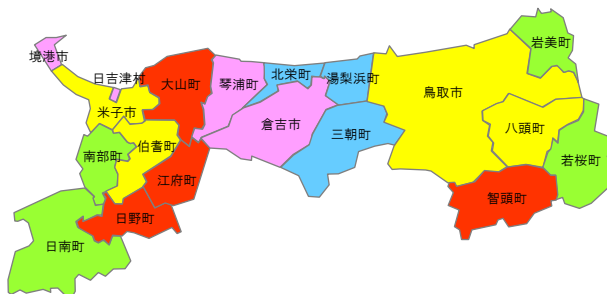 岩美町
境港市
日吉津村
大山町
琴浦町
北栄町
湯梨浜町
鳥取市
米子市
倉吉市
八頭町
三朝町
伯耆町
南部町
若桜町
江府町
智頭町
日野町
日南町